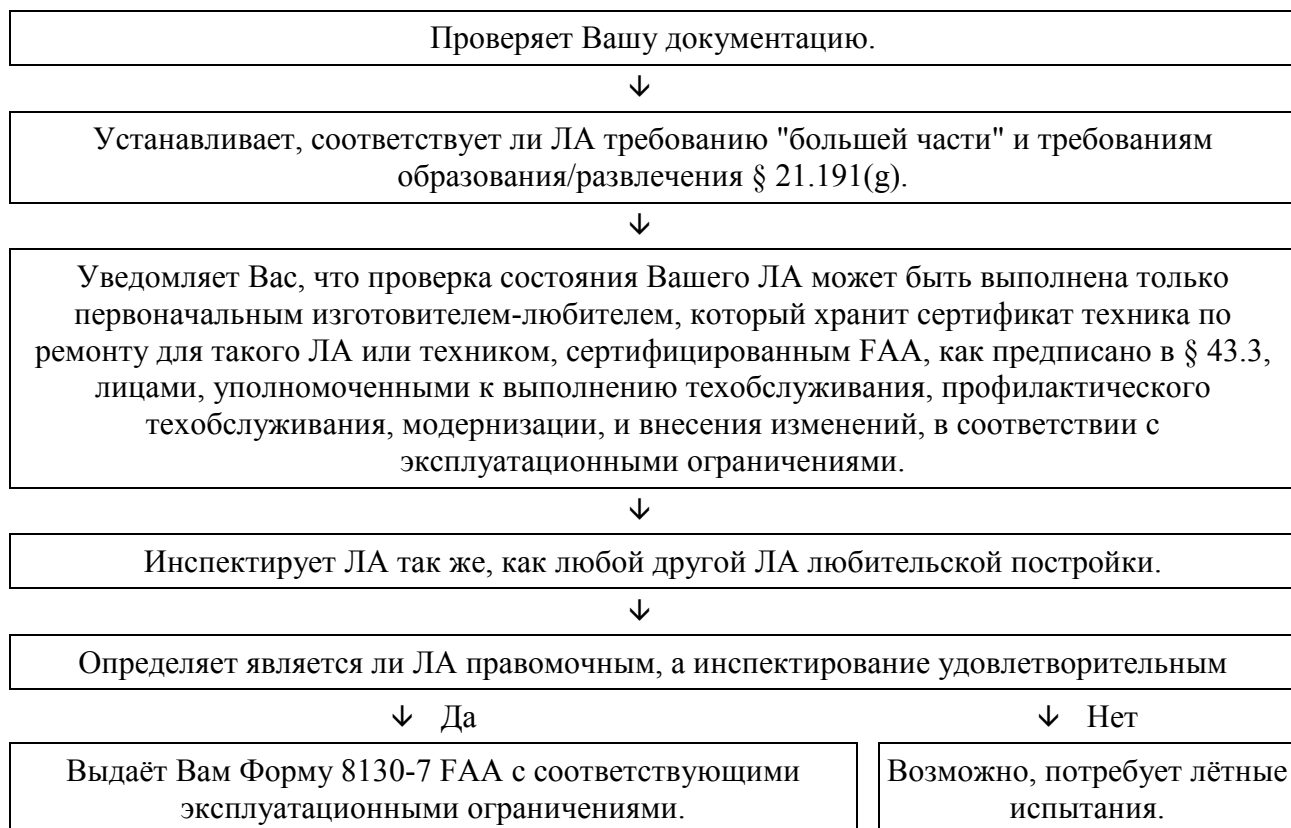 Проверяет Вашу документацию.
↓
Устанавливает, соответствует ли ЛА требованию "большей части" и требованиям
образования/развлечения § 21.191(g).
↓
Уведомляет Вас, что проверка состояния Вашего ЛА может быть выполнена только
первоначальным изготовителем-любителем, который хранит сертификат техника по
ремонту для такого ЛА или техником, сертифицированным FAA, как предписано в § 43.3,
лицами, уполномоченными к выполнению техобслуживания, профилактического
техобслуживания, модернизации, и внесения изменений, в соответствии с
эксплуатационными ограничениями.
↓
Инспектирует ЛА так же, как любой другой ЛА любительской постройки.
↓
Определяет является ли ЛА правомочным, а инспектирование удовлетворительным
↓ Да
↓ Нет
Выдаёт Вам Форму 8130-7 FAA с соответствующими
эксплуатационными ограничениями.
Возможно, потребует лётные
испытания.